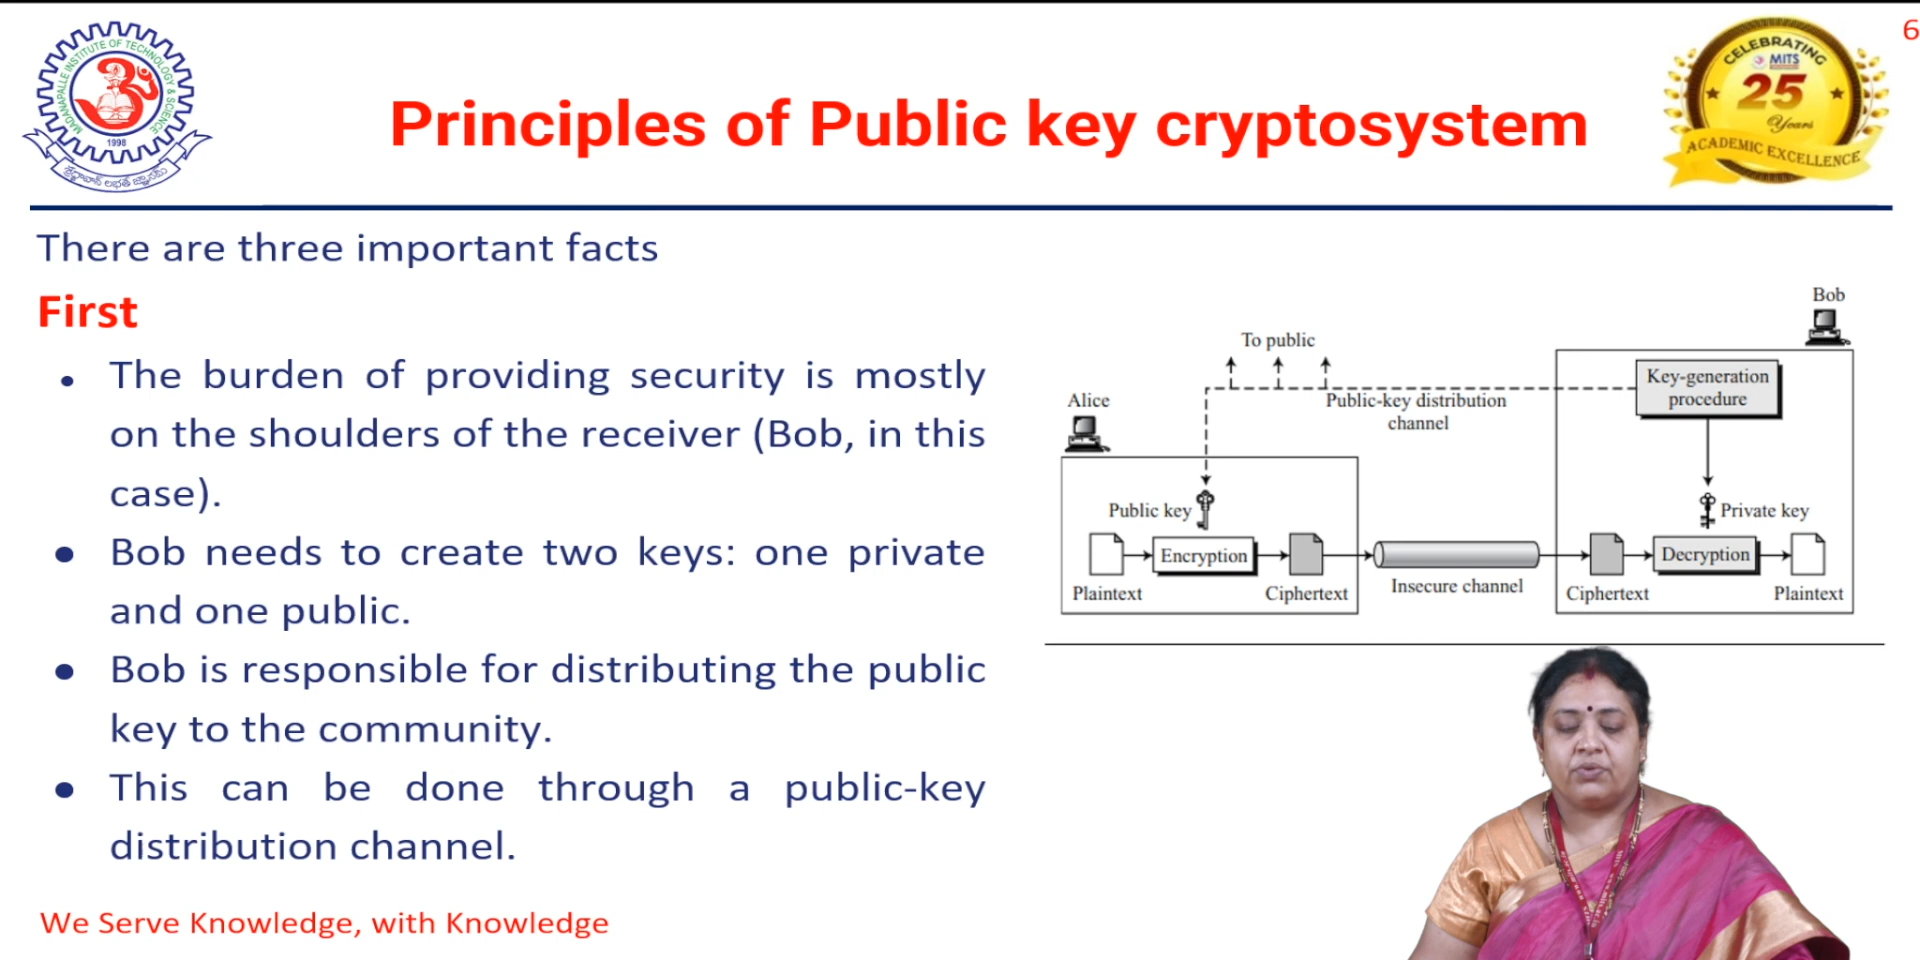 6
MADANAPALLE INSTITUTE OF TECHNOLOGY & SCIENCE
1998
CELEBRATING
MITS
25
Years
ACADEMIC EXCELLENCE
Principles of Public key cryptosystem
There are three important facts
First
• The burden of providing security is mostly
on the shoulders of the receiver (Bob, in this
case).
• Bob needs to create two keys: one private
and one public.
• Bob is responsible for distributing the public
key to the community.
• This can be done through a public-key
distribution channel.
Bob
To public
Key-generation
procedure
Alice
Public-key distribution
channel
Public key
Private key
Encryption
Decryption
Plaintext
Ciphertext
Insecure channel
Ciphertext
Plaintext
We Serve Knowledge, with Knowledge